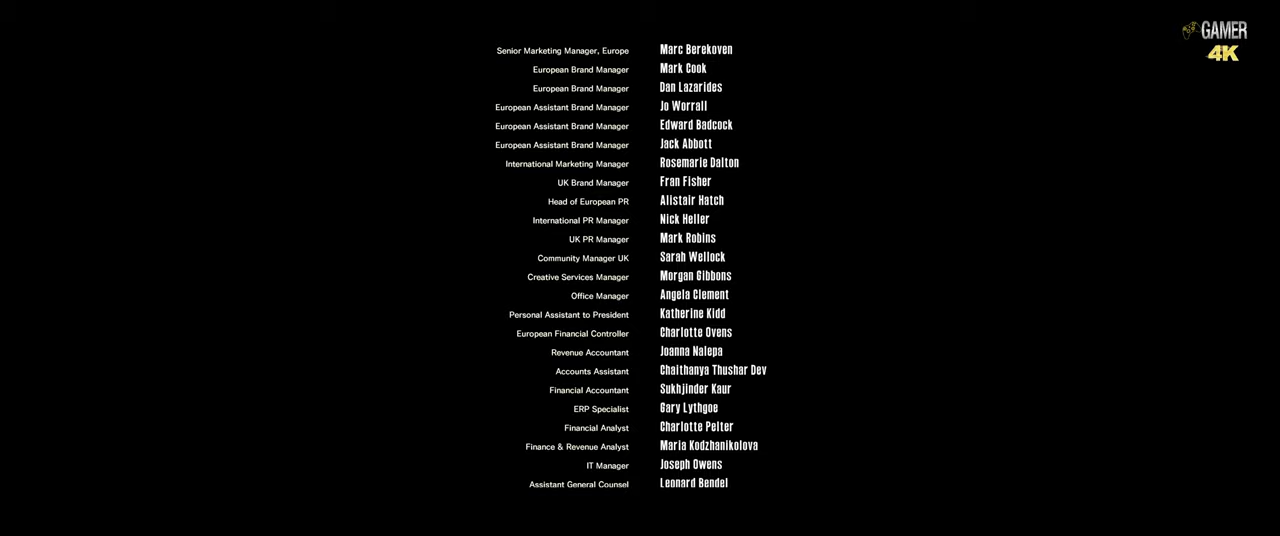 GAMER
4K
Senior Marketing Manager, Europe Marc Berekoven
European Brand Manager Mark Cook
European Brand Manager Dan Lazarides
European Assistant Brand Manager Jo Worrall
European Assistant Brand Manager Edward Badcock
European Assistant Brand Manager Jack Abbott
International Marketing Manager Rosemarie Dalton
UK Brand Manager Fran Fisher
Head of European PR Alistair Hatch
International PR Manager Nick Heller
UK PR Manager Mark Robins
Community Manager UK Sarah Wellock
Creative Services Manager Morgan Gibbons
Office Manager Angela Clement
Personal Assistant to President Katherine Kidd
European Financial Controller Charlotte Ovens
Revenue Accountant Joanna Nalepa
Accounts Assistant Chaithanya Thushar Dev
Financial Accountant Sukhjinder Kaur
ERP Specialist Gary Lythgoe
Financial Analyst Charlotte Pelter
Finance & Revenue Analyst Maria Kodzhanikolova
IT Manager Joseph Owens
Assistant General Counsel Leonard Bendel